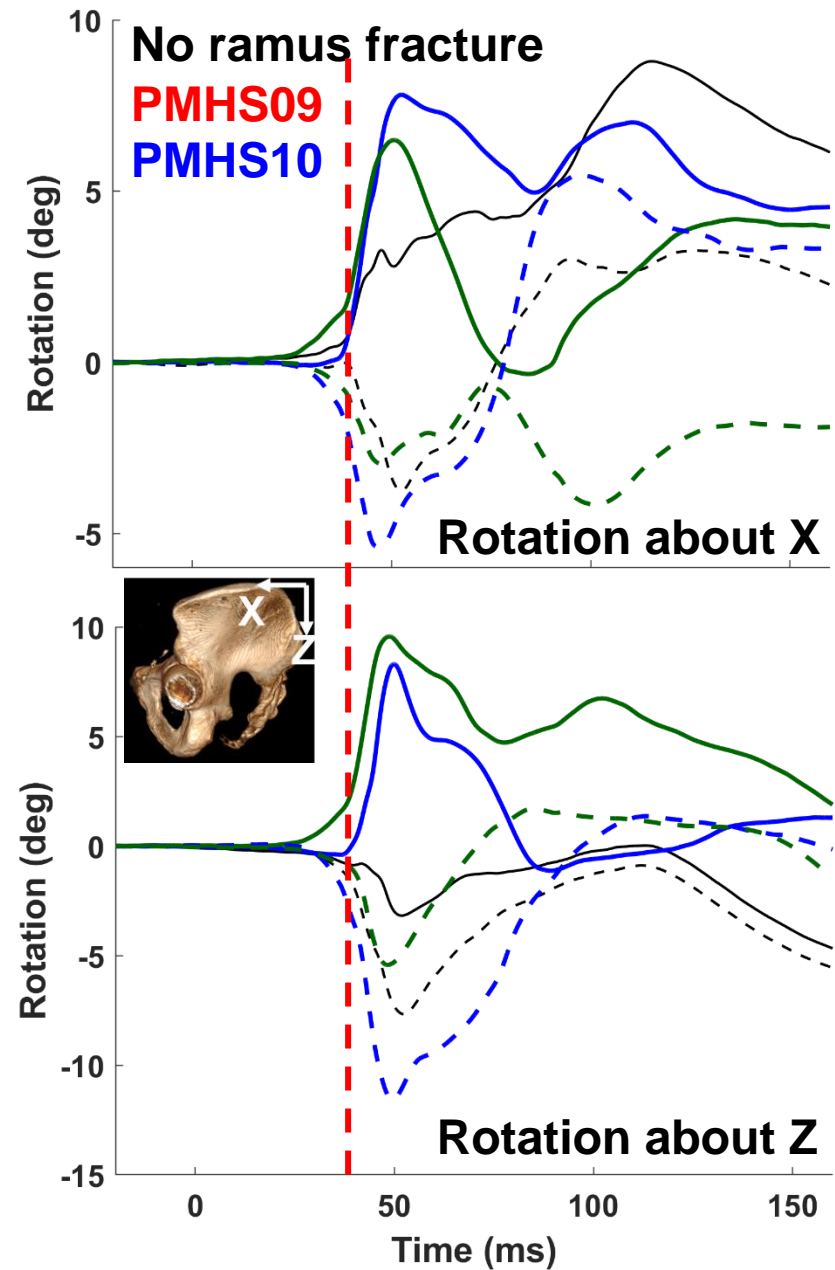 10
No ramus fracture
PMHS09
PMHS10
5
0
-5
Rotation (deg)
Rotation about X
X
Z
10
5
0
-5
-10
-15
Rotation (deg)
Rotation about Z
0 50 100 150
Time (ms)